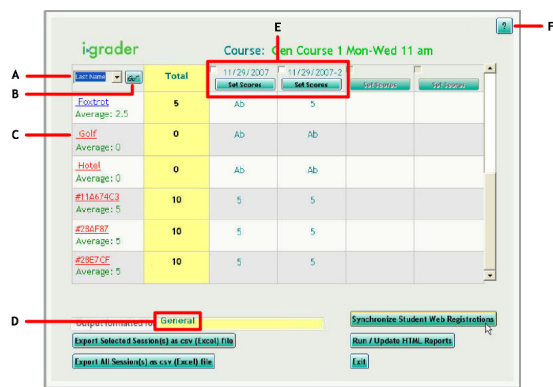 E
?
F
i>grader
Course: Gen Course 1 Mon-Wed 11 am
A
Last Name
Go!
Total
11/29/2007
11/29/2007-2
Set Scores
Set Scores
Set Scores
Set Scores
B
Foxtrot
5
Ab
5
Average: 2.5
C
Golf
0
Ab
Ab
Average: 0
Hotel
0
Ab
Ab
Average: 0
#11A674C3
10
5
5
Average: 5
#28AF87
10
5
5
Average: 5
#28E7CF
10
5
5
Average: 5
D
Output formatted for
General
Synchronize Student Web Registrations
Export Selected Session(s) as csv (Excel) file
Run / Update HTML Reports
Export All Session(s) as csv (Excel) file
Exit